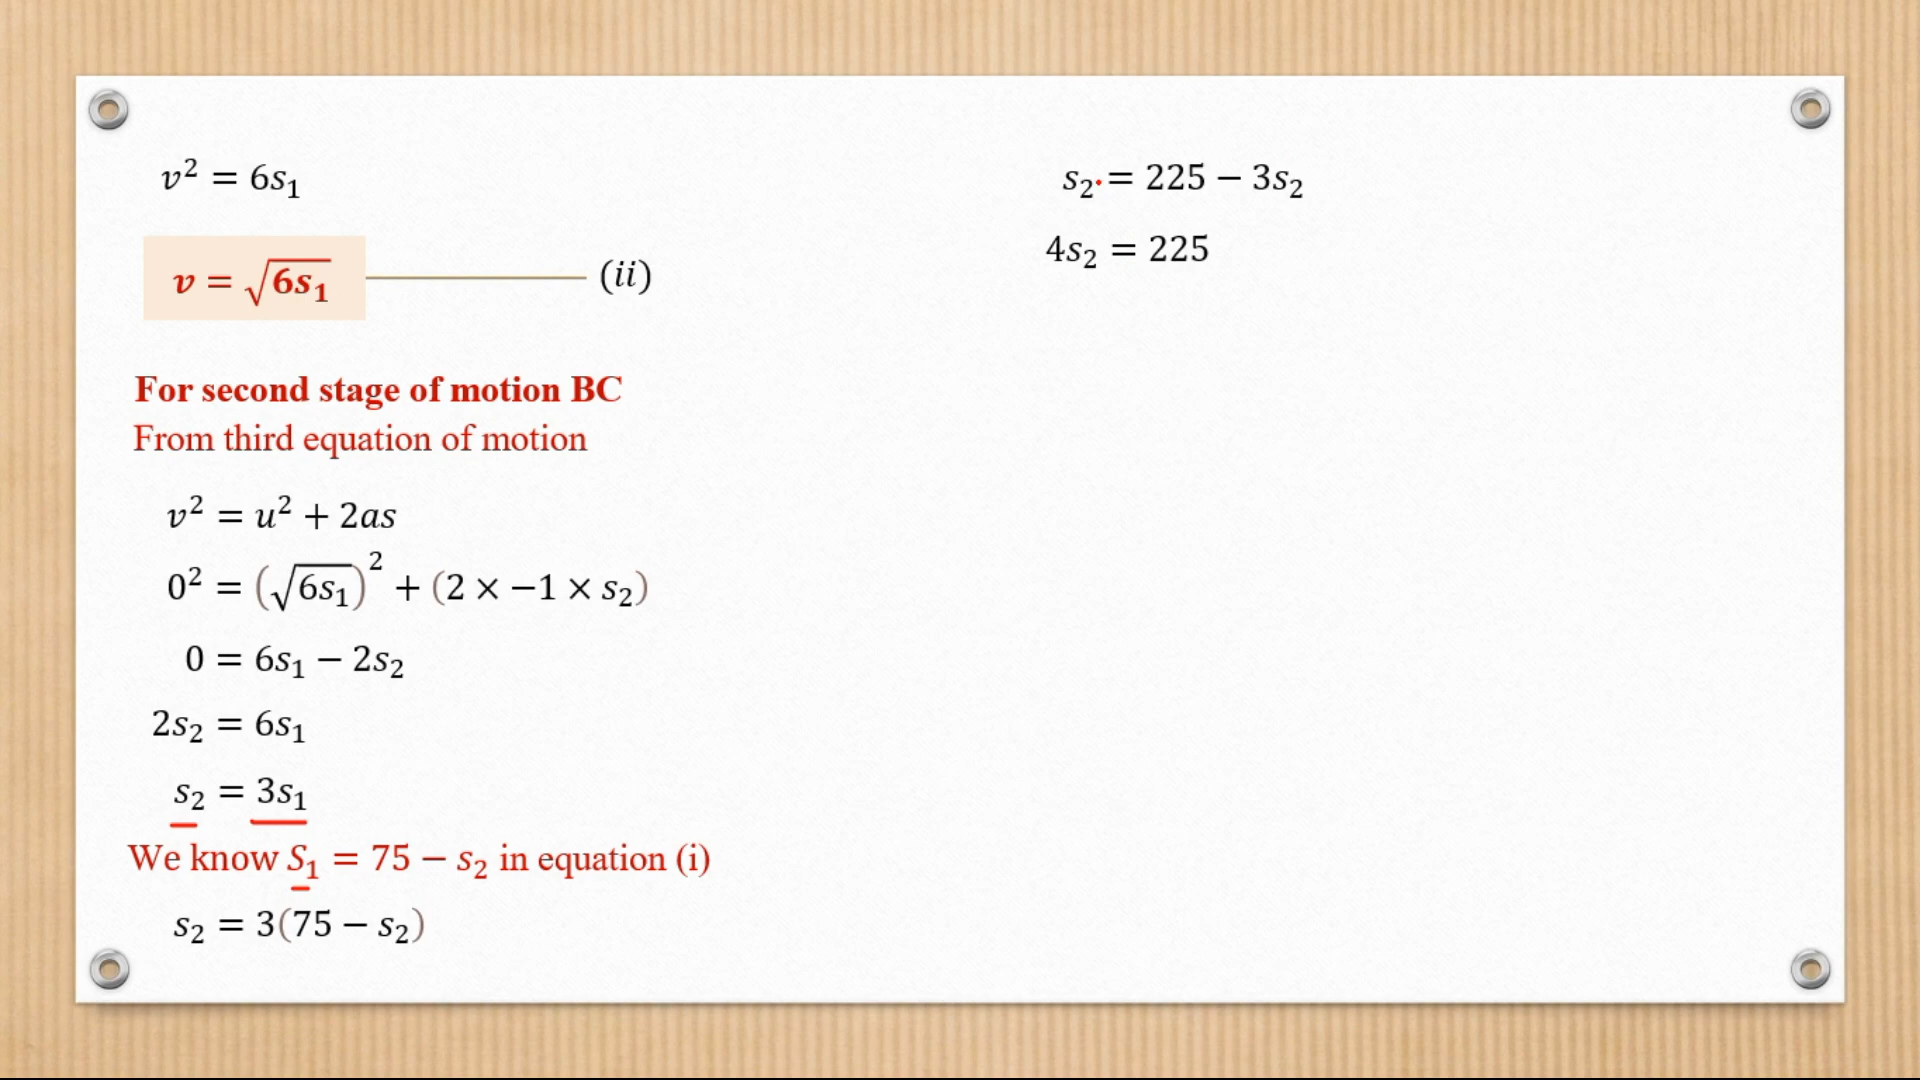 v² = 6s₁
v = √6s₁ (ii)
For second stage of motion BC
From third equation of motion
v² = u² + 2as
0² = (√6s₁)² + (2 × −1 × s₂)
0 = 6s₁ − 2s₂
2s₂ = 6s₁
s₂ = 3s₁
We know S₁ = 75 − s₂ in equation (i)
s₂ = 3(75 − s₂)
s₂ = 225 − 3s₂
4s₂ = 225